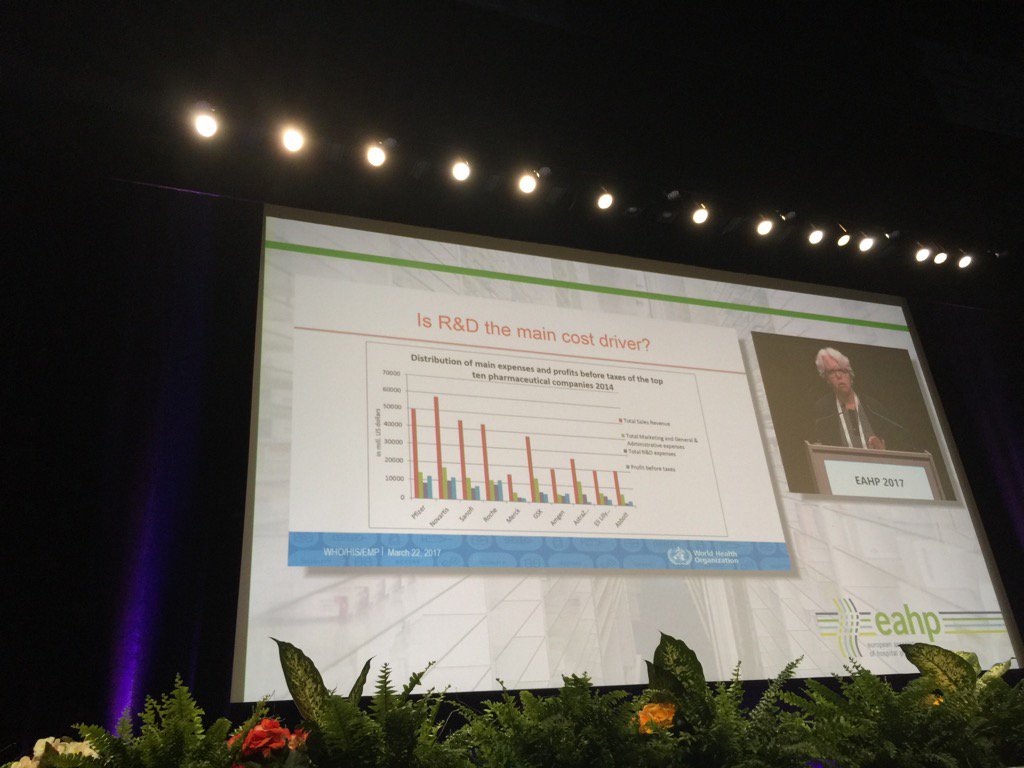 Is R&D the main cost driver?
Distribution of main expenses and profits before taxes of the top
ten pharmaceutical companies 2014
in mill. US dollars
70000
60000
50000
40000
30000
20000
10000
0
Pfizer
Novartis
Sanofi
Roche
Merck
GSK
Amgen
AstraZ...
Eli Lilly...
Abbott
Total Sales Revenue
Total Marketing and General &
Administrative expenses
Total R&D expenses
Profit before taxes
WHO/HIS/EMP | March 22, 2017
World Health
Organization
EAHP 2017
eahp
european
of hospital